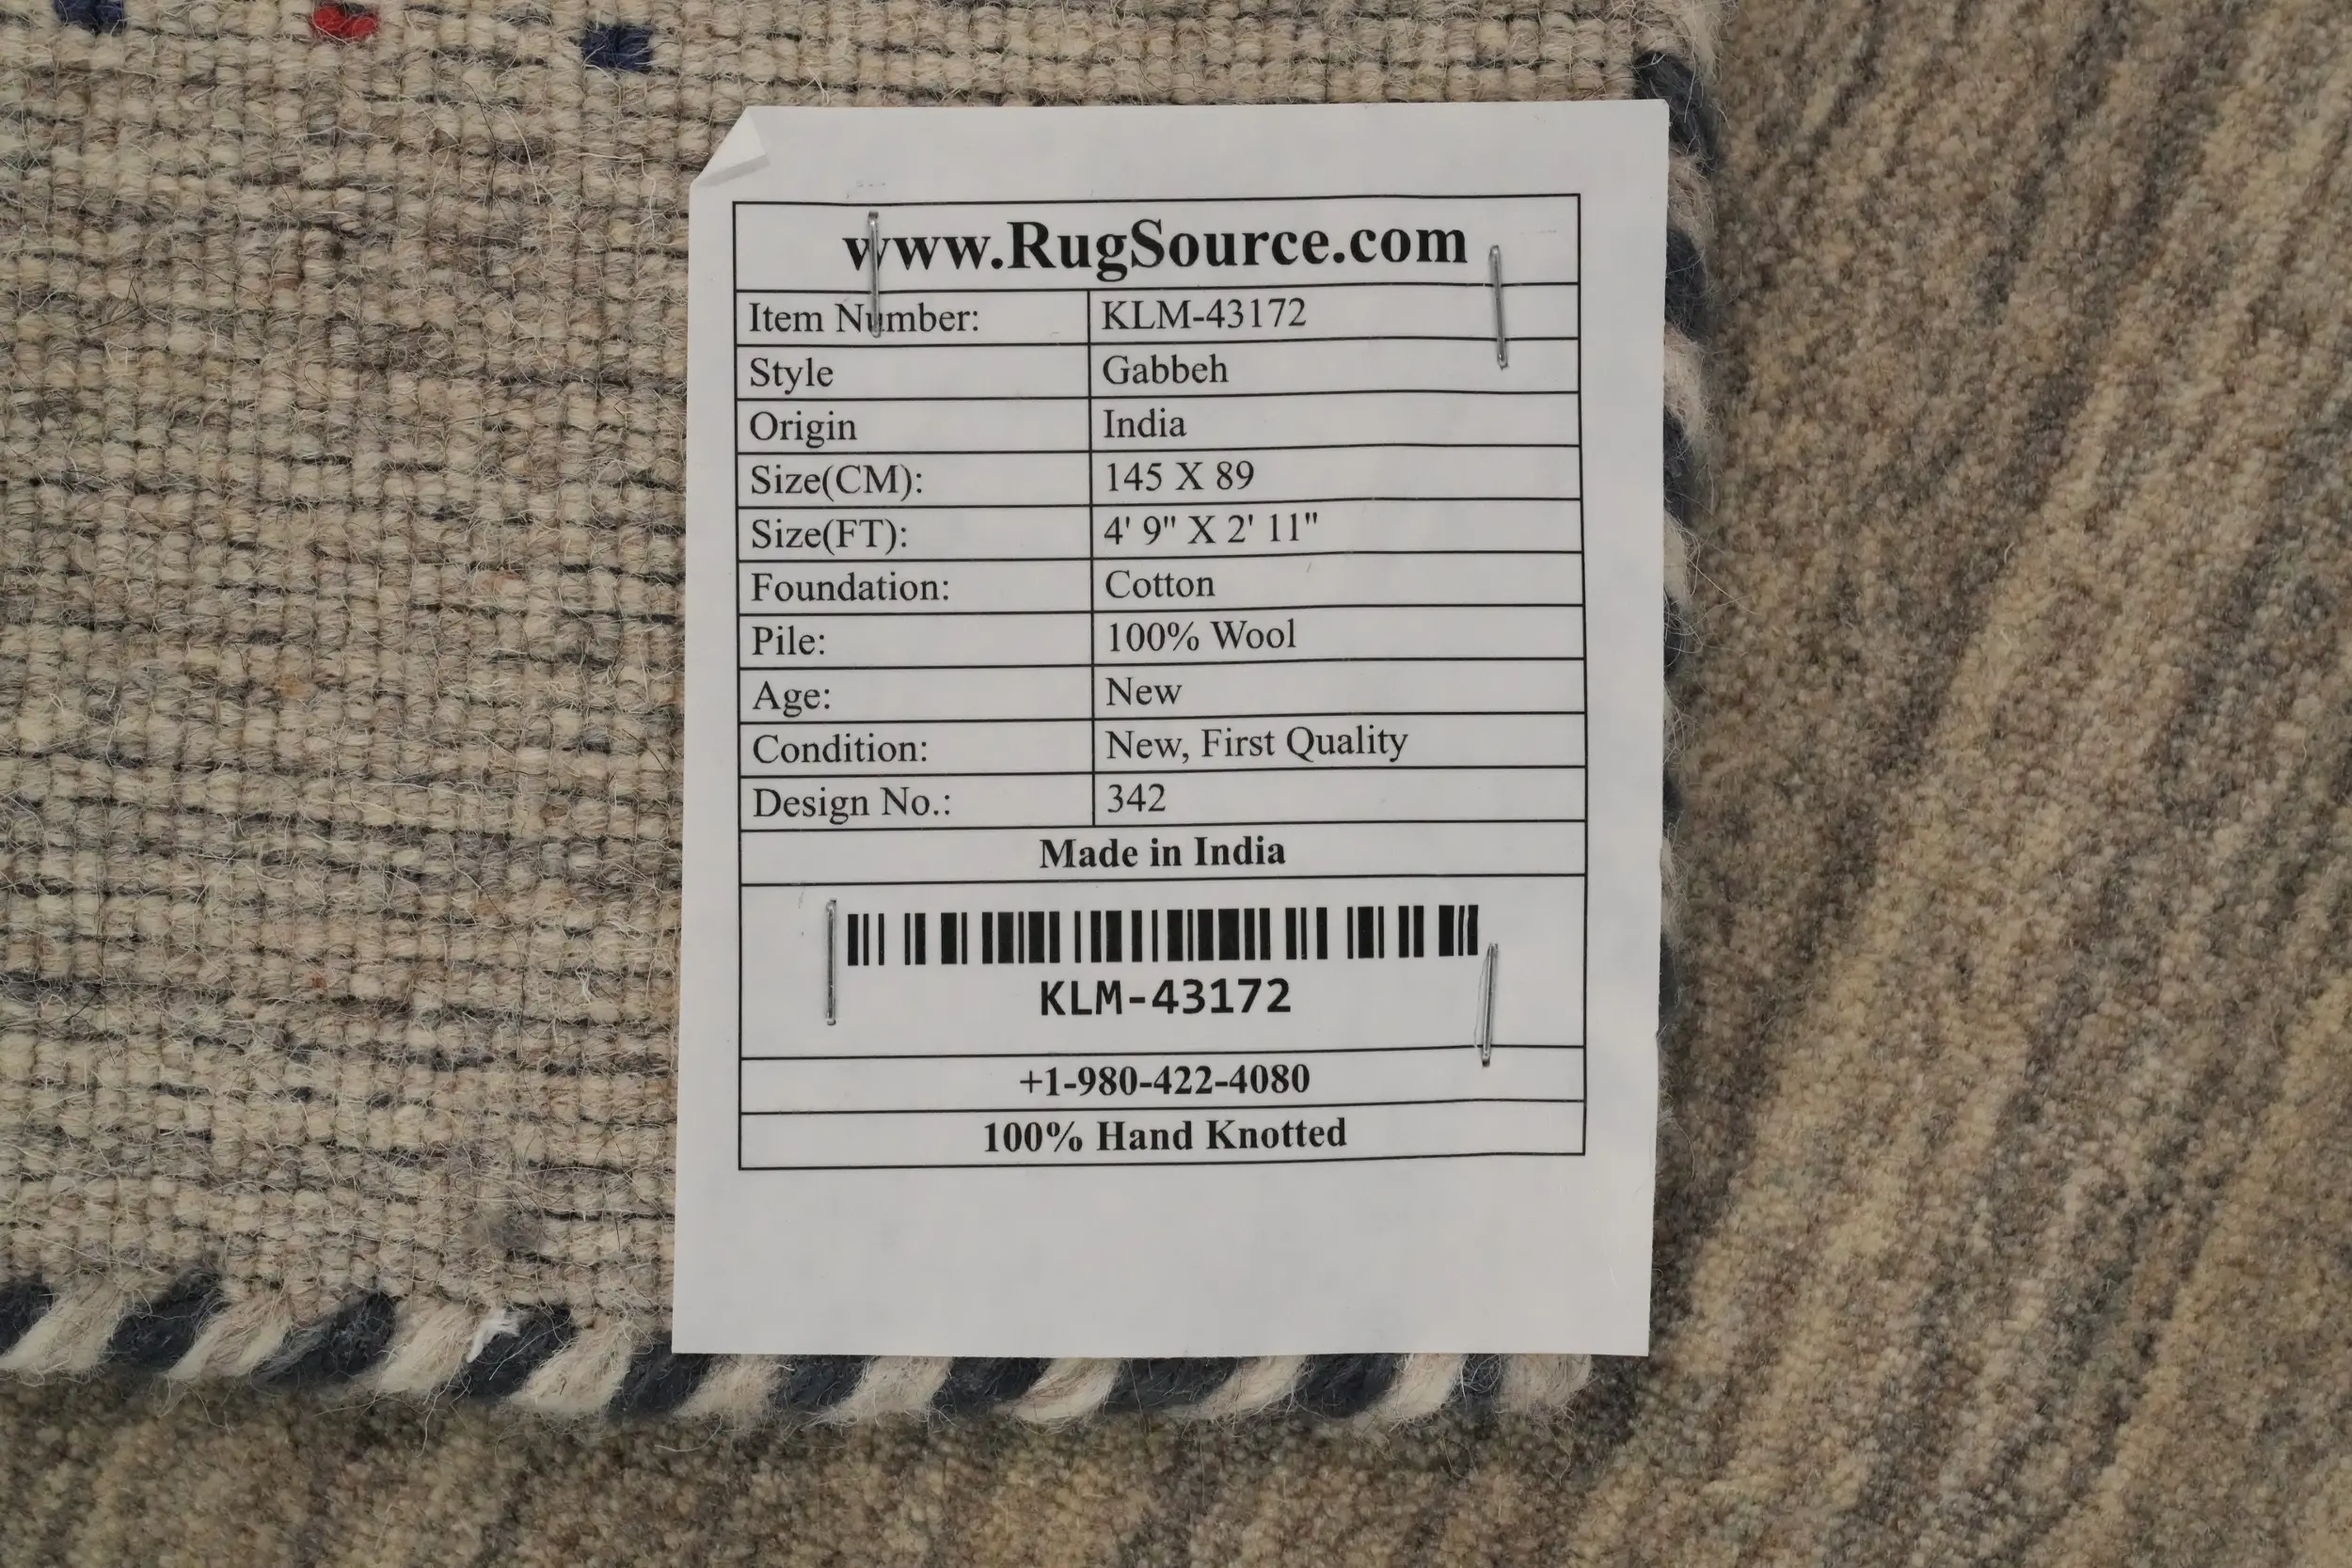 www.RugSource.com
Item Number: KLM-43172
Style Gabbeh
Origin India
Size(CM): 145 X 89
Size(FT): 4' 9" X 2' 11"
Foundation: Cotton
Pile: 100% Wool
Age: New
Condition: New, First Quality
Design No.: 342
Made in India
KLM-43172
+1-980-422-4080
100% Hand Knotted